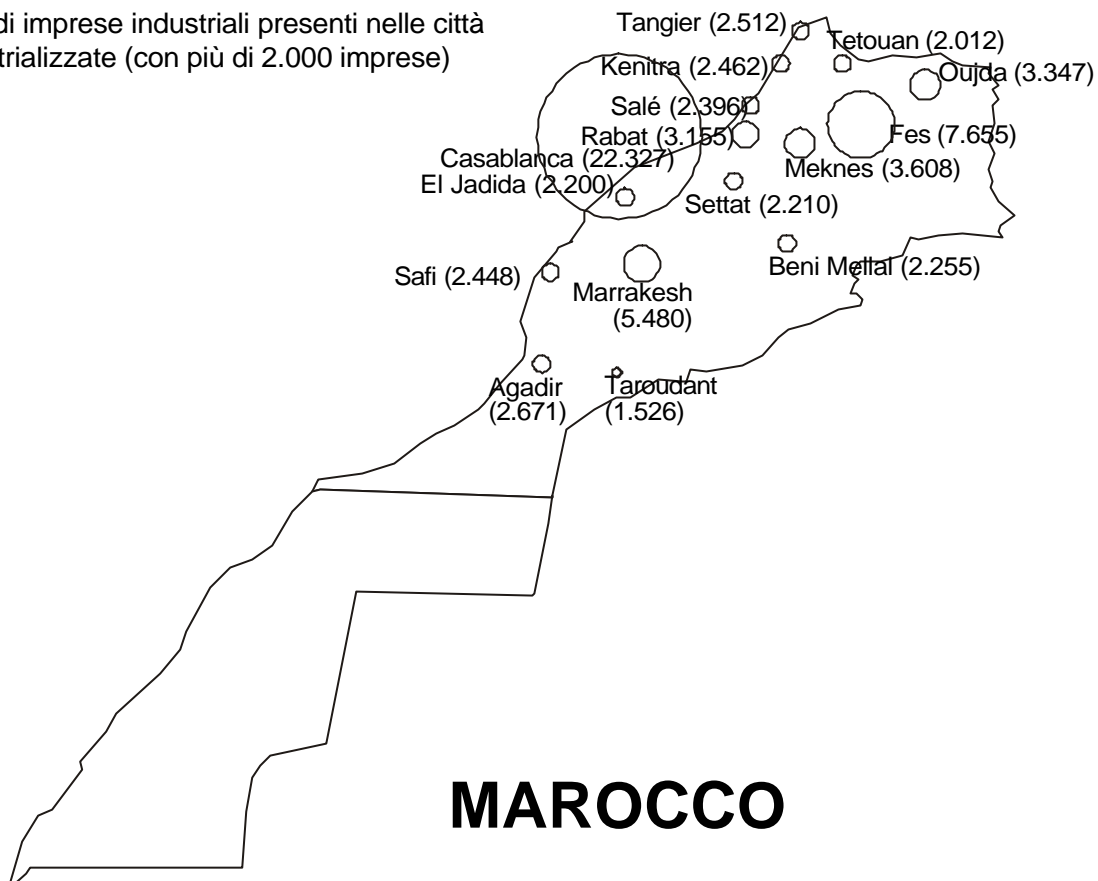 di imprese industriali presenti nelle città
trializzate (con più di 2.000 imprese)
Tangier (2.512)
Tetouan (2.012)
Kenitra (2.462)
Oujda (3.347)
Salé (2.396)
Rabat (3.155)
Fes (7.655)
Casablanca (22.327)
Meknes (3.608)
El Jadida (2.200)
Settat (2.210)
Safi (2.448)
Beni Mellal (2.255)
Marrakesh
(5.480)
Agadir
(2.671)
Taroudant
(1.526)
MAROCCO